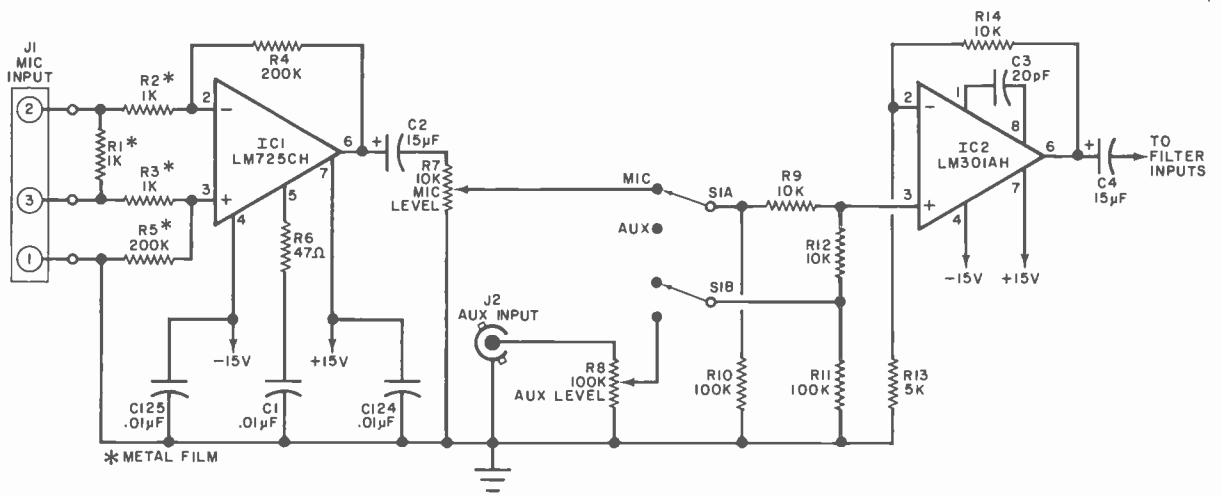 J1
MIC
INPUT
2
3
1
R2*
1K
R1*
1K
R3*
1K
R5*
200K
R4
200K
2
−
IC1
LM725CH
3
+
6
7
5
4
R6
47Ω
−15V
+15V
C125
.01µF
C1
.01µF
C124
.01µF
*METAL FILM
+
C2
15µF
R7
10K
MIC
LEVEL
J2
AUX INPUT
R8
100K
AUX LEVEL
MIC
AUX
S1A
S1B
R9
10K
R12
10K
R10
100K
R11
100K
R13
5K
R14
10K
C3
20pF
1
8
2
−
IC2
LM301AH
3
+
6
7
4
−15V
+15V
+
C4
15µF
TO
FILTER
INPUTS